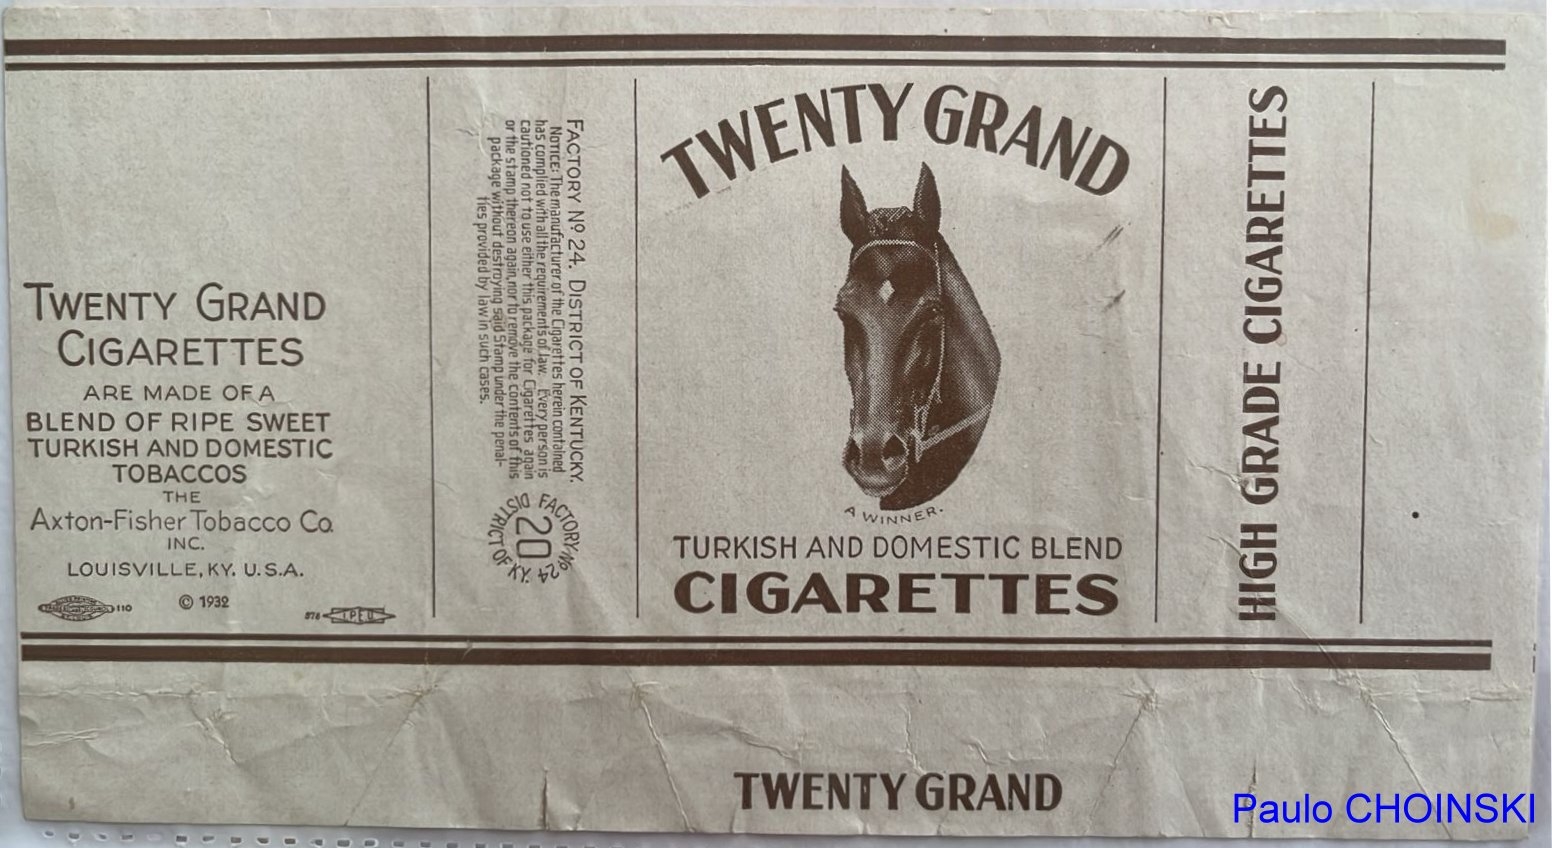 TWENTY GRAND
CIGARETTES
ARE MADE OF A
BLEND OF RIPE SWEET
TURKISH AND DOMESTIC
TOBACCOS
THE
Axton-Fisher Tobacco Co.
INC.
LOUISVILLE, KY. U.S.A.
110
© 1932
I.P.E.U.
FACTORY Nº 24. DISTRICT OF KENTUCKY.
NOTICE: The manufacturer of the Cigarettes herein contained
has complied with all the requirements of law. Every person is
cautioned not to use either this package for Cigarettes again
or the stamp thereon again, nor to remove the contents of this
package without destroying said Stamp under the penal-
ties provided by law in such cases.
FACTORY Nº 24
20
DISTRICT OF KY.
TWENTY GRAND
A WINNER.
TURKISH AND DOMESTIC BLEND
CIGARETTES
HIGH GRADE CIGARETTES
TWENTY GRAND
Paulo CHOINSKI